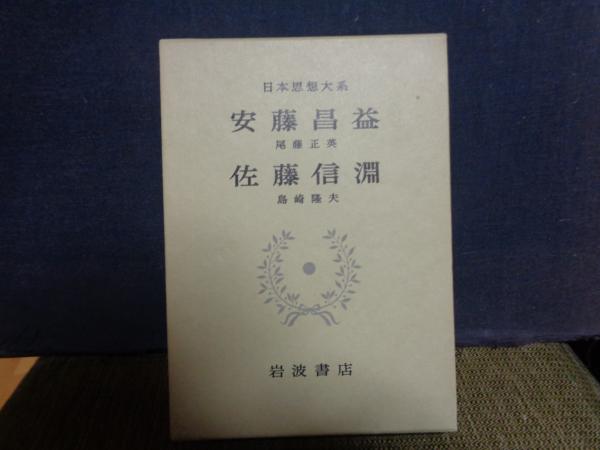 日本思想大系
安藤昌益
尾藤正英
佐藤信淵
島崎隆夫
岩波書店